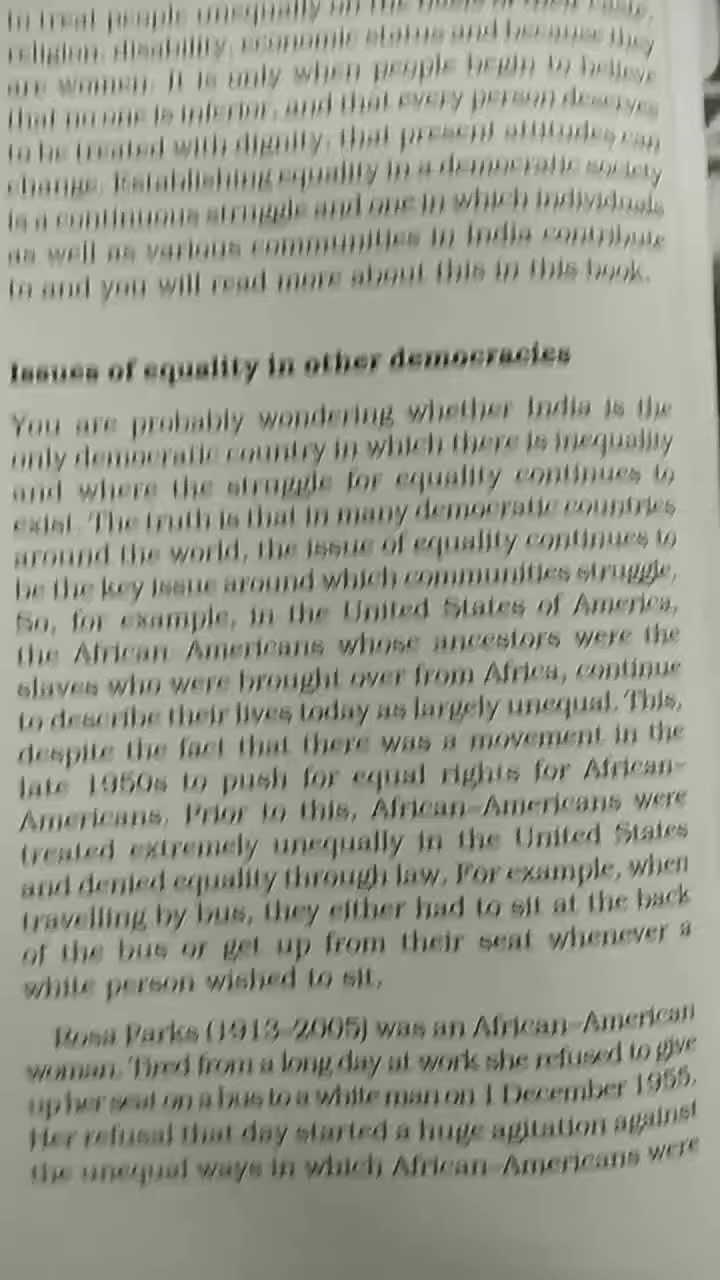 to treat people unequally on the basis of their caste,
religion, disability, economic status and because they
are women. It is only when people begin to believe
that no one is inferior, and that every person deserves
to be treated with dignity, that present attitudes can
change. Establishing equality in a democratic society
is a continuous struggle and one in which individuals
as well as various communities in India contribute
to and you will read more about this in this book.
Issues of equality in other democracies
You are probably wondering whether India is the
only democratic country in which there is inequality
and where the struggle for equality continues to
exist. The truth is that in many democratic countries
around the world, the issue of equality continues to
be the key issue around which communities struggle.
So, for example, in the United States of America,
the African-Americans whose ancestors were the
slaves who were brought over from Africa, continue
to describe their lives today as largely unequal. This,
despite the fact that there was a movement in the
late 1950s to push for equal rights for African-
Americans. Prior to this, African-Americans were
treated extremely unequally in the United States
and denied equality through law. For example, when
travelling by bus, they either had to sit at the back
of the bus or get up from their seat whenever a
white person wished to sit.
Rosa Parks (1913-2005) was an African-American
woman. Tired from a long day at work she refused to give
up her seat on a bus to a white man on 1 December 1955.
Her refusal that day started a huge agitation against
the unequal ways in which African-Americans were